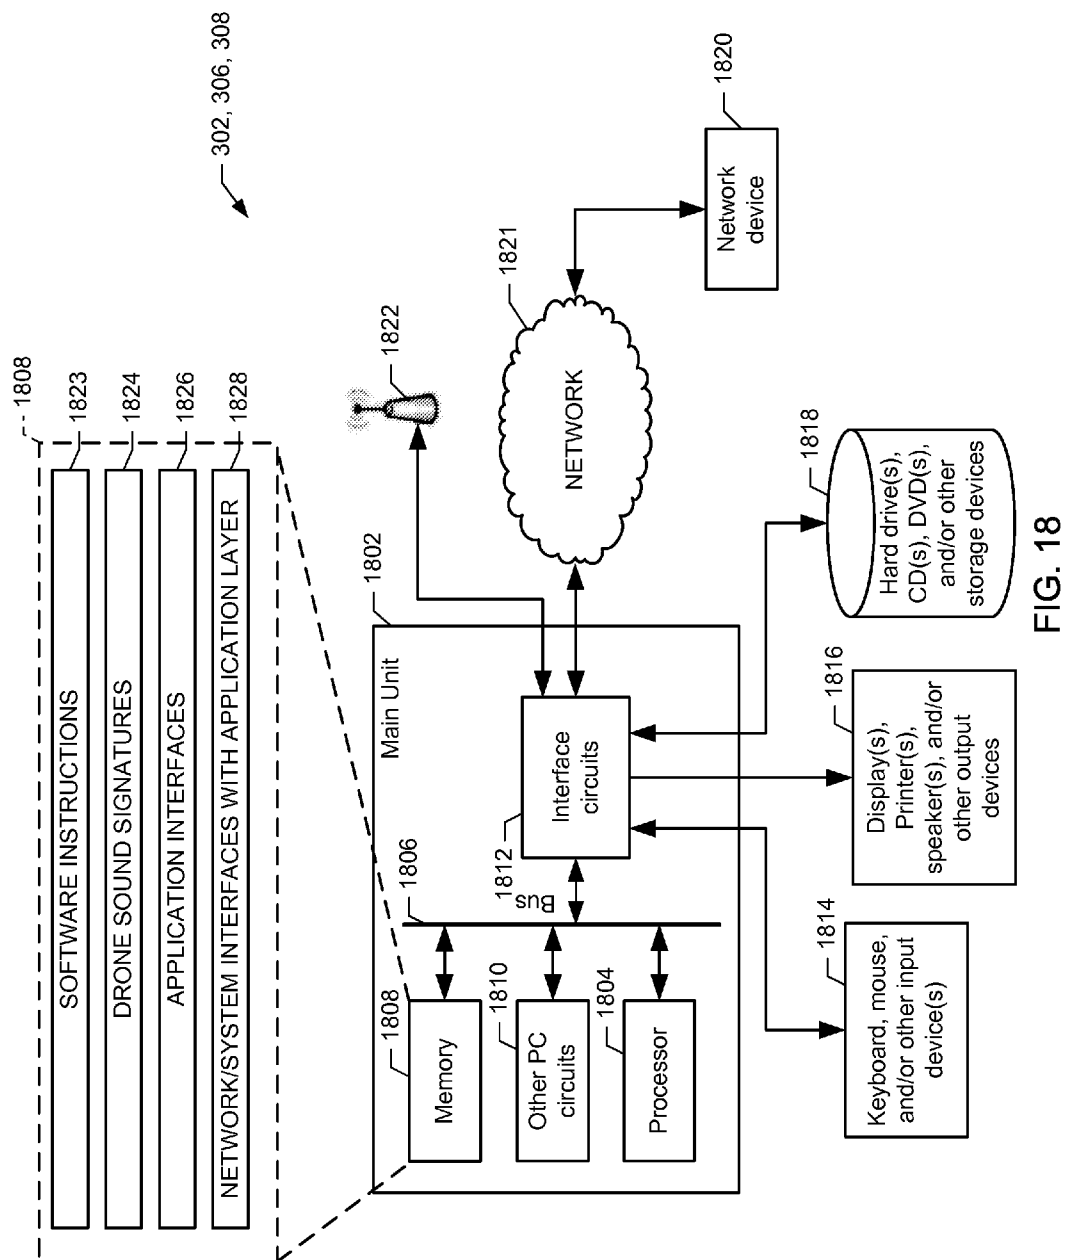 302, 306, 308
1808
SOFTWARE INSTRUCTIONS
1823
DRONE SOUND SIGNATURES
1824
APPLICATION INTERFACES
1826
NETWORK/SYSTEM INTERFACES WITH APPLICATION LAYER
1828
1822
1802
Main Unit
1808
Memory
1810
Other PC
circuits
1804
Processor
1806
Bus
1812
Interface
circuits
NETWORK
1821
Network
device
1820
1814
Keyboard, mouse,
and/or other input
device(s)
1816
Display(s),
Printer(s),
speaker(s), and/or
other output
devices
1818
Hard drive(s),
CD(s), DVD(s),
and/or other
storage devices
FIG. 18